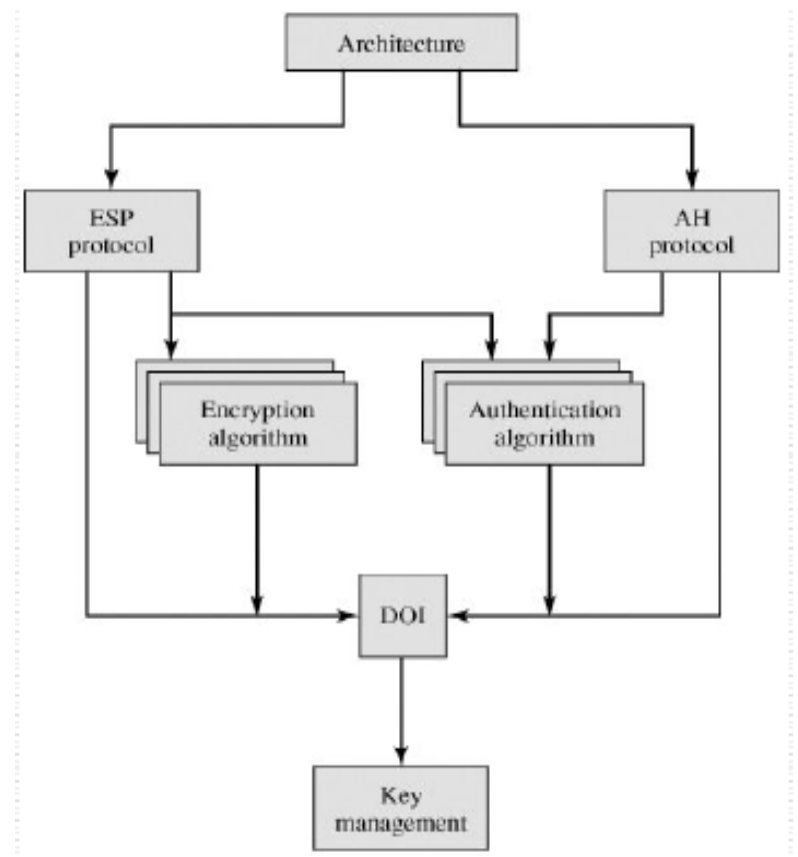 Architecture
ESP
protocol
AH
protocol
Encryption
algorithm
Authentication
algorithm
DOI
Key
management